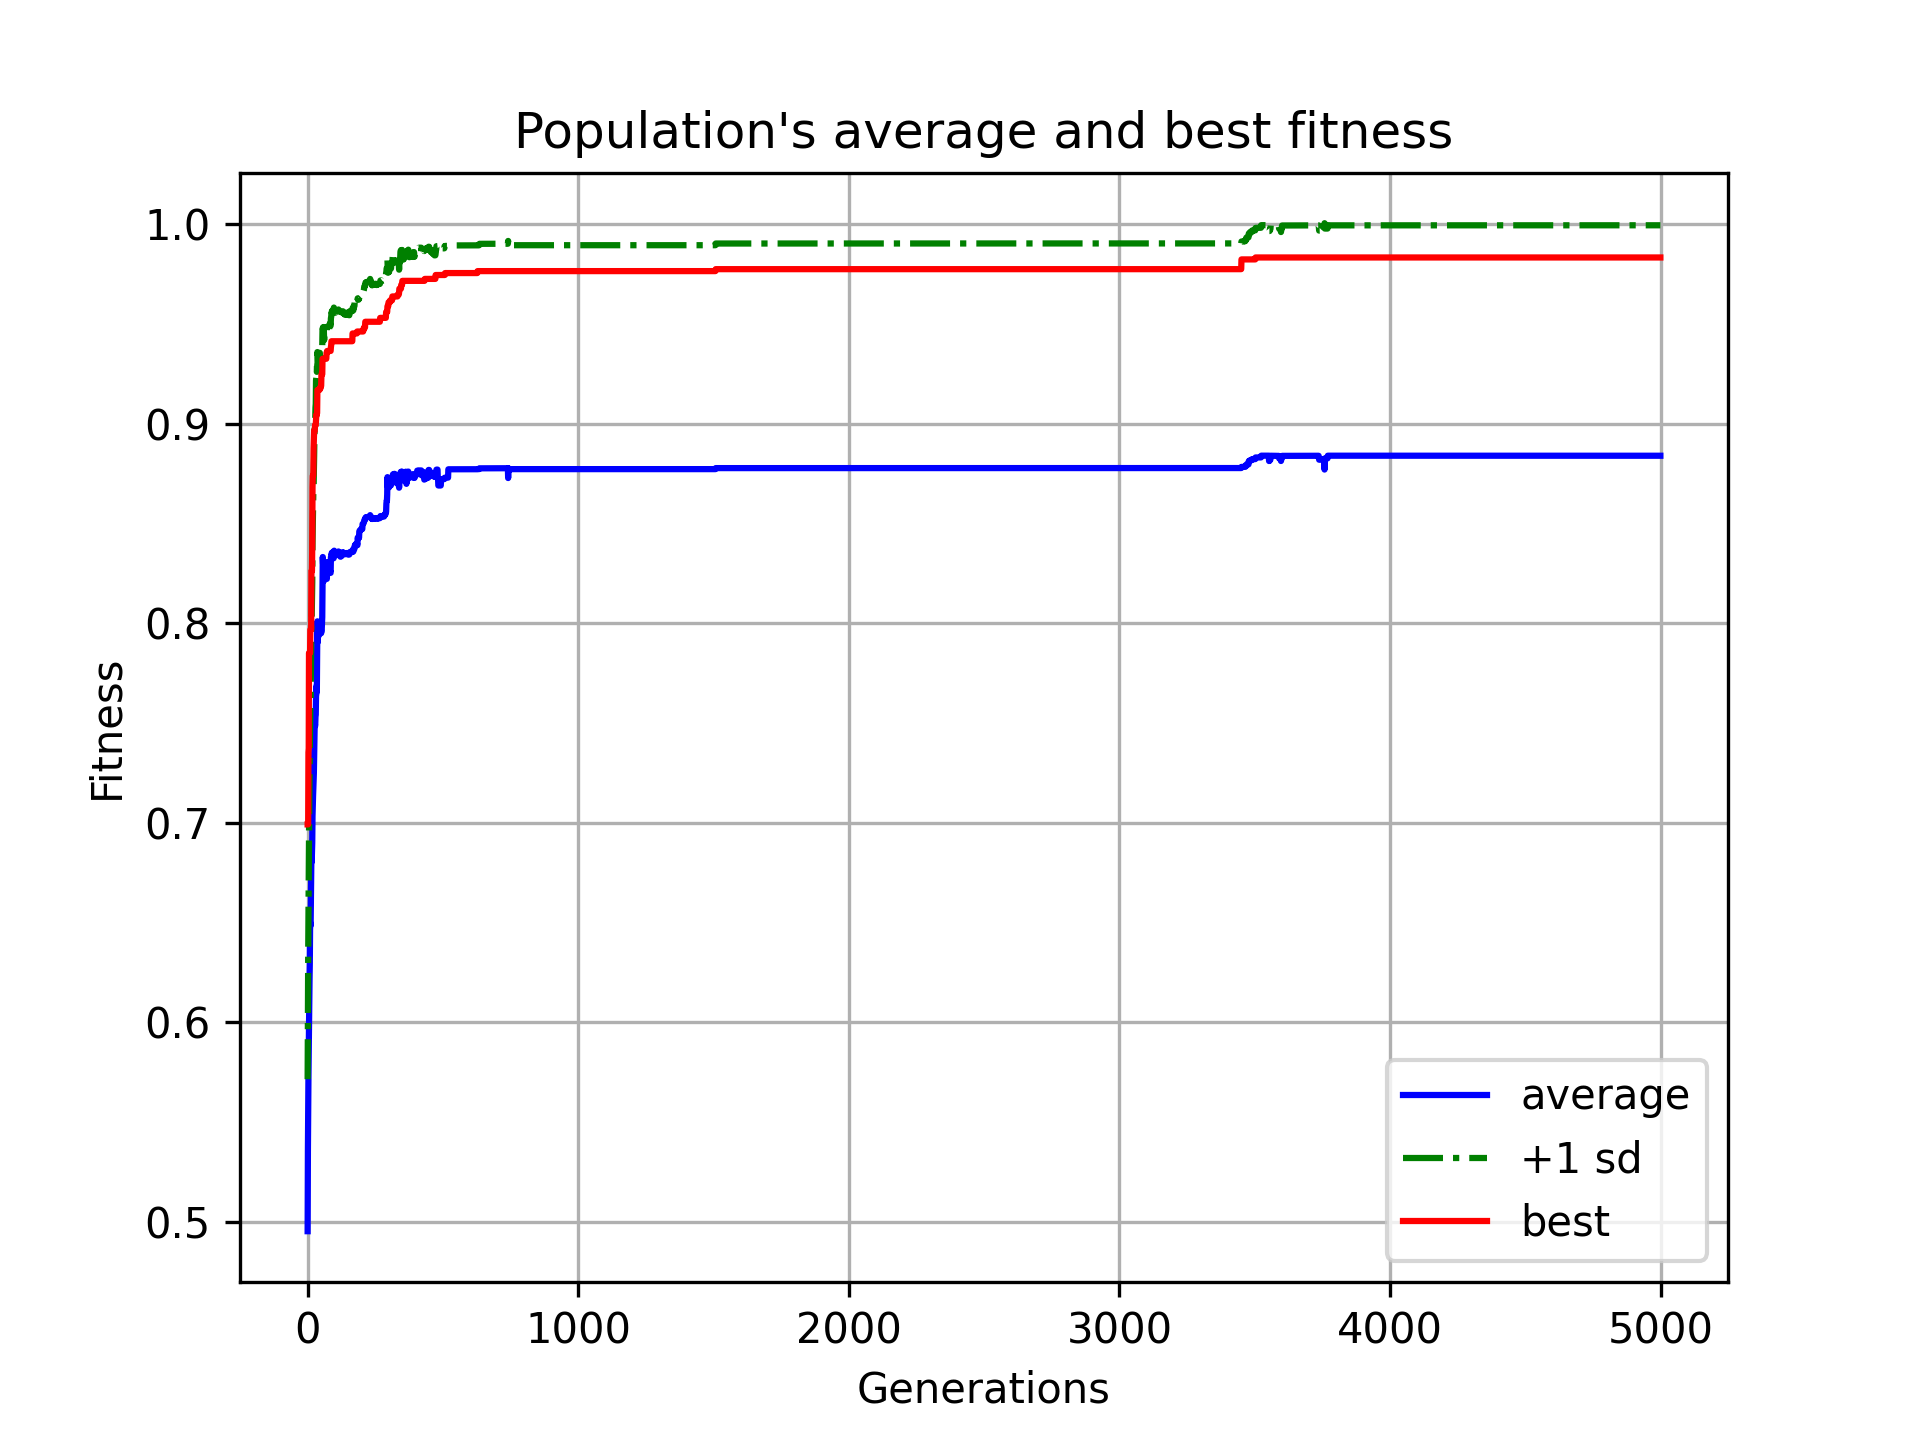 Population's average and best fitness
1.0
0.9
0.8
0.7
0.6
0.5
Fitness
0 1000 2000 3000 4000 5000
Generations
average
+1 sd
best